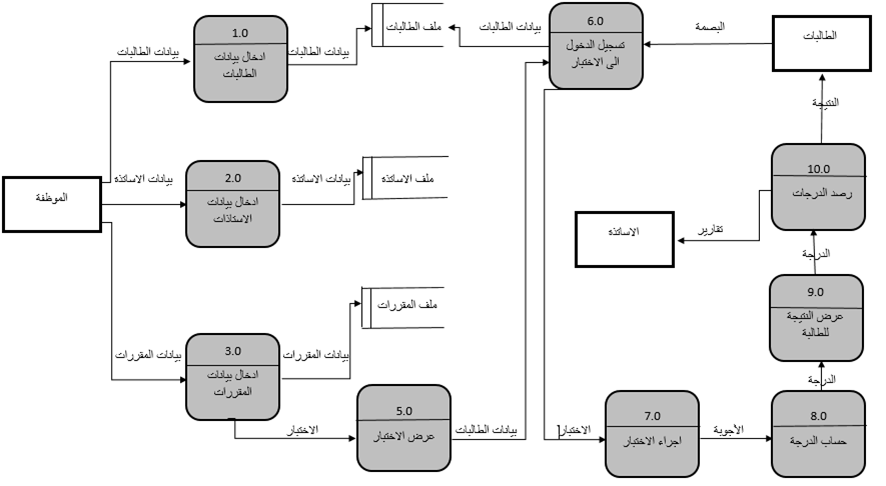 1.0
ادخال بيانات
الطالبات
بيانات الطالبات
بيانات الطالبات
ملف الطالبات
بيانات الطالبات
6.0
تسجيل الدخول
الى الاختبار
البصمة
الطالبات
النتيجة
الموظفة
بيانات الاساتذة
2.0
ادخال بيانات
الاستاذات
بيانات الاساتذة
ملف الاساتذة
10.0
رصد الدرجات
تقارير
الاساتذة
الدرجة
9.0
عرض النتيجة
للطالبة
الدرجة
ملف المقررات
بيانات المقررات
3.0
ادخال بيانات
المقررات
بيانات المقررات
الاختبار
5.0
عرض الاختبار
بيانات الطالبات
الاختبار
7.0
اجراء الاختبار
الأجوبة
8.0
حساب الدرجة